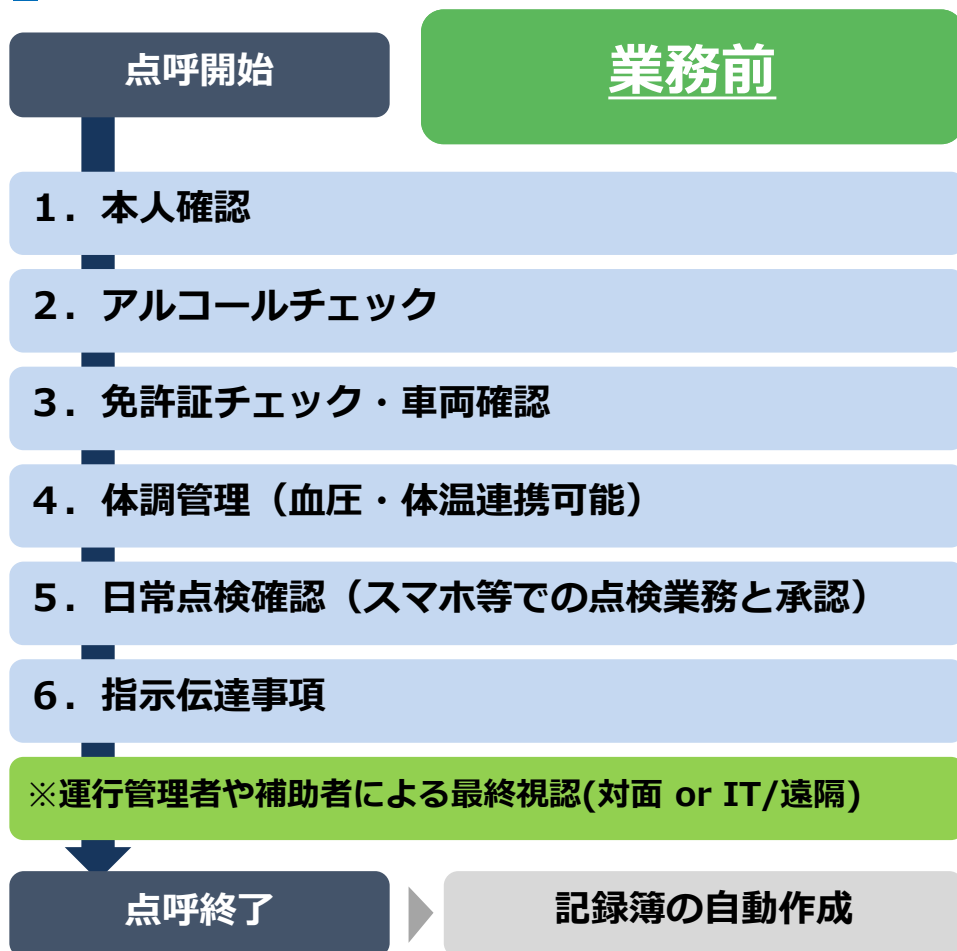 点呼開始
業務前
１．本人確認
２．アルコールチェック
３．免許証チェック・車両確認
４．体調管理（血圧・体温連携可能）
５．日常点検確認（スマホ等での点検業務と承認）
６．指示伝達事項
※運行管理者や補助者による最終視認(対面 or IT/遠隔)
点呼終了
記録簿の自動作成